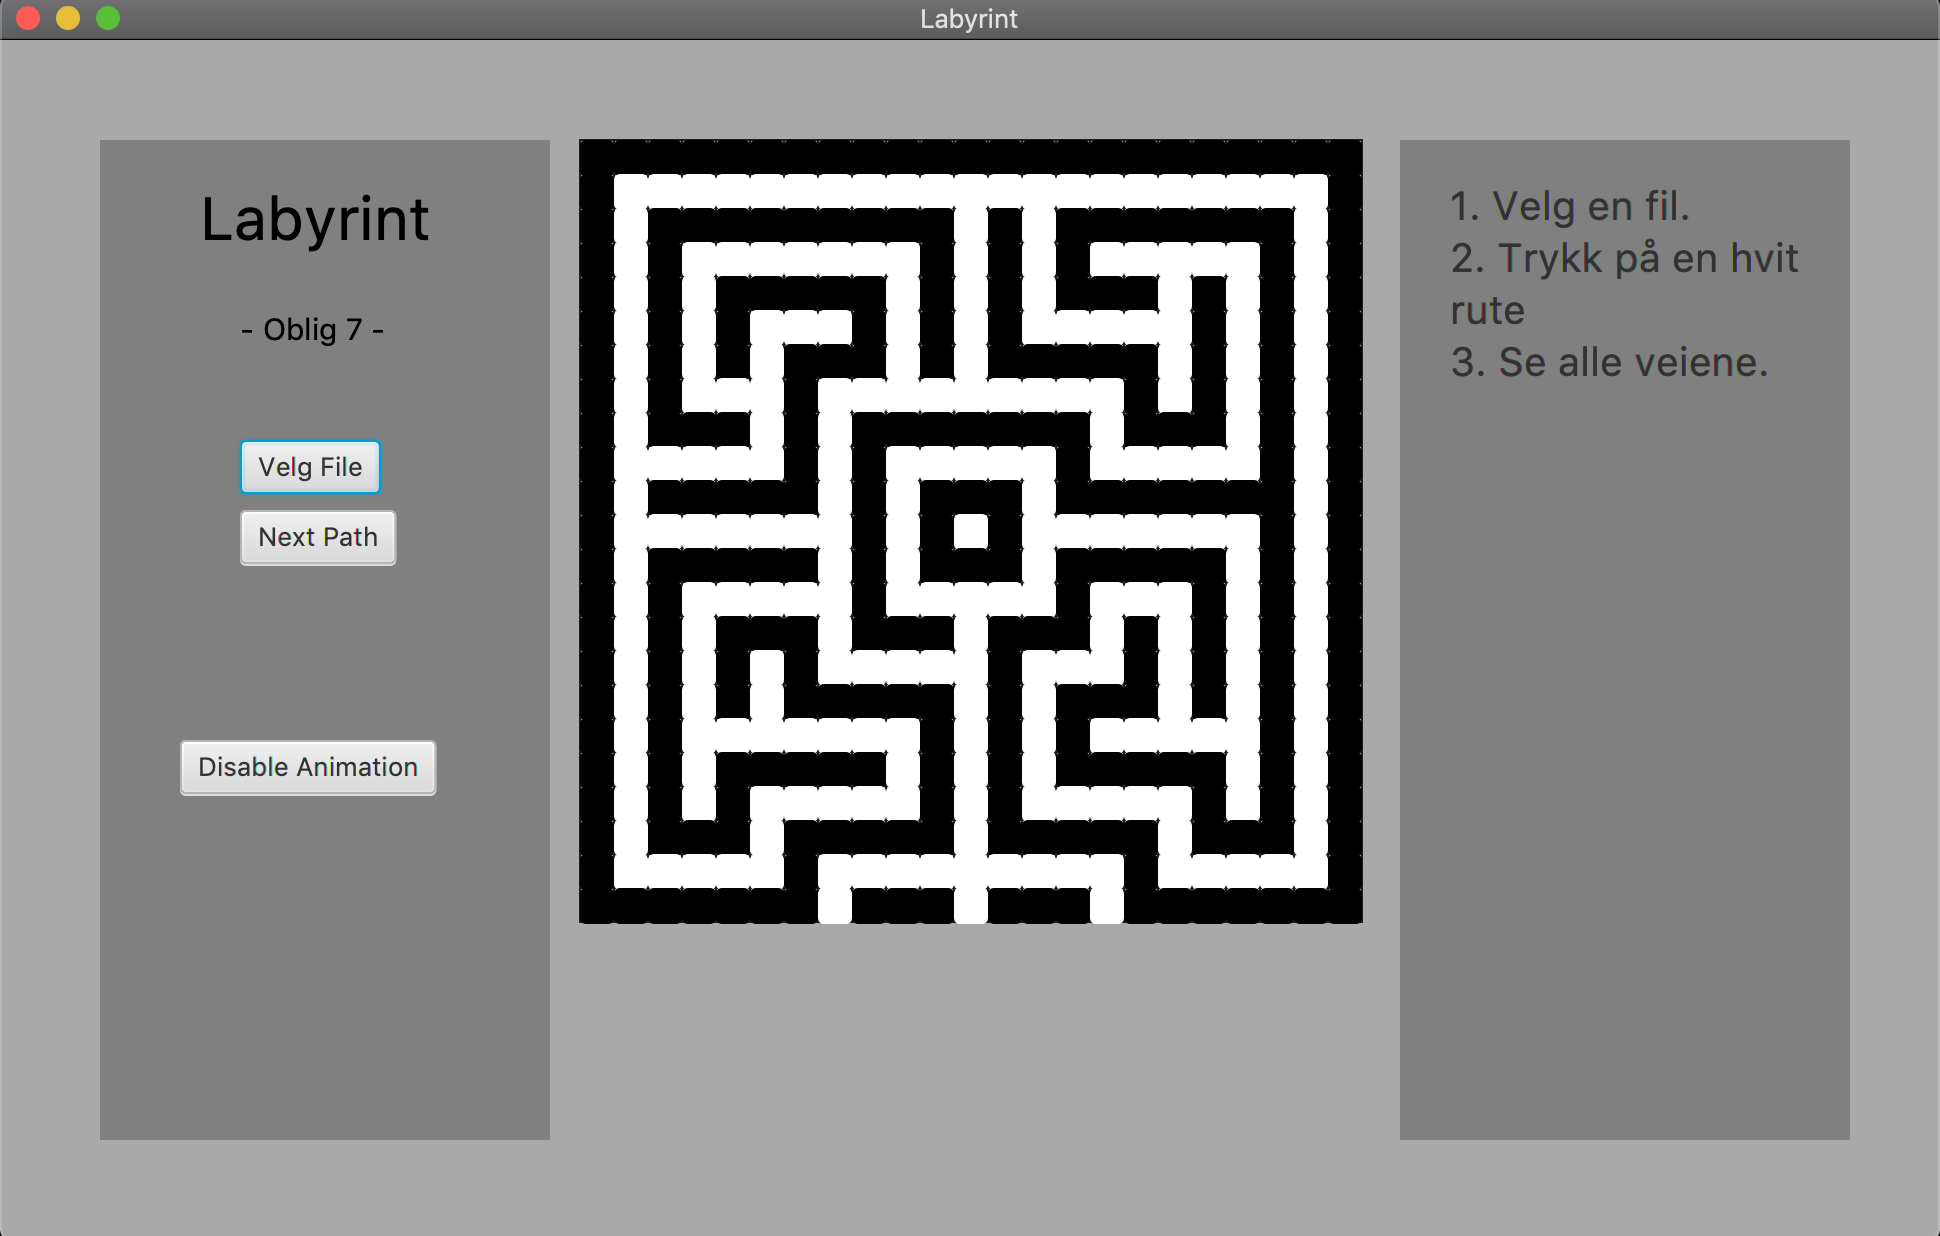 Labyrint
Labyrint
- Oblig 7 -
Velg File
Next Path
Disable Animation
1. Velg en fil.
2. Trykk på en hvit
rute
3. Se alle veiene.